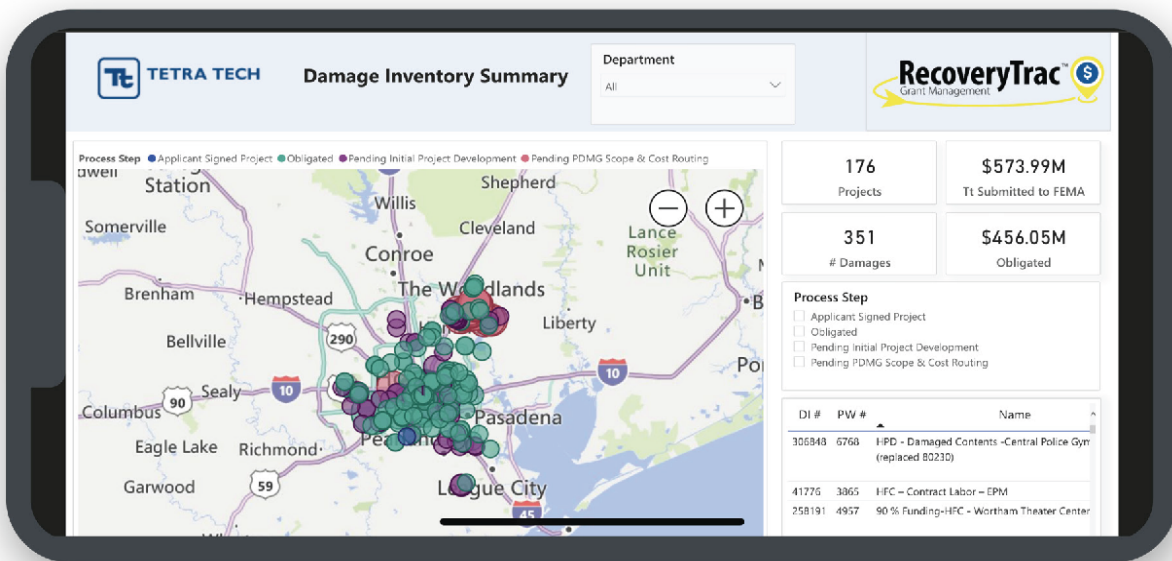 Tt TETRA TECH
Damage Inventory Summary
Department
All
RecoveryTrac™ $
Grant Management
Process Step Applicant Signed Project Obligated Pending Initial Project Development Pending PDMG Scope & Cost Routing
Station
Shepherd
Willis
Somerville
Cleveland
Lance
Rosier
Unit
Conroe
Brenham
Hempstead
The Woodlands
Liberty
Bellville
290
10
10
Sealy
90
Columbus
Pasadena
Eagle Lake
Richmond
Garwood
59
League City
45
176
Projects
$573.99M
Tt Submitted to FEMA
351
# Damages
$456.05M
Obligated
Process Step
Applicant Signed Project
Obligated
Pending Initial Project Development
Pending PDMG Scope & Cost Routing
DI # PW # Name
306848 6768 HPD - Damaged Contents -Central Police Gym
(replaced 80230)
41776 3865 HFC – Contract Labor – EPM
258191 4957 90 % Funding-HFC - Wortham Theater Center